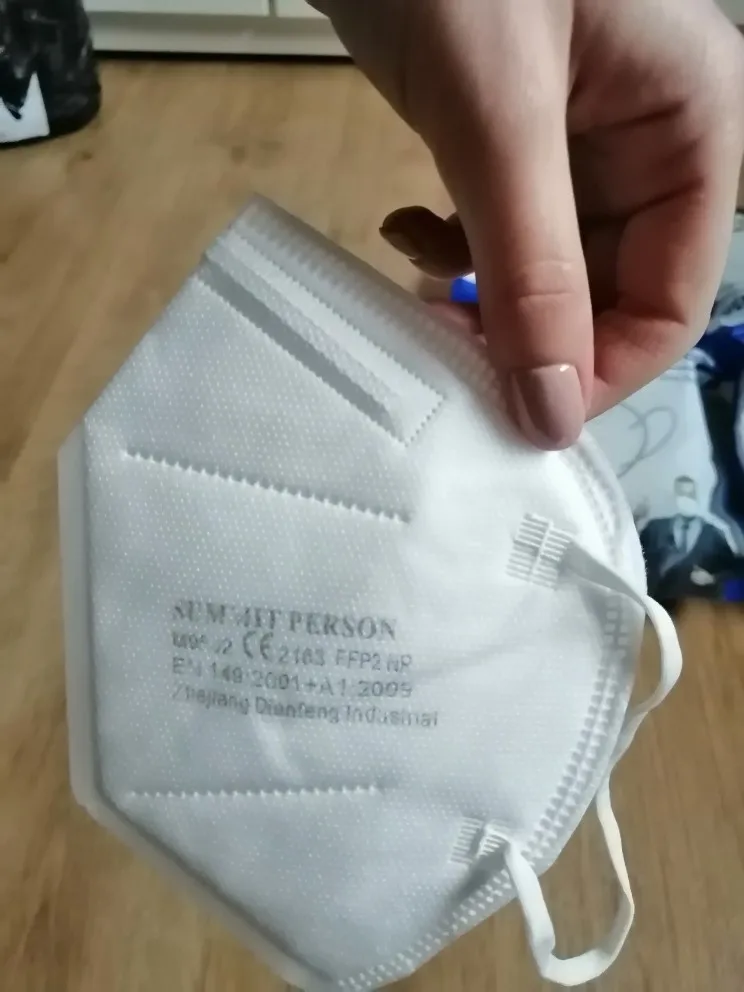 SUMMIT PERSON
CE 2163 FFP2 NR
EN 149:2001+A1:2009
Zhejiang Dianfeng Industrial